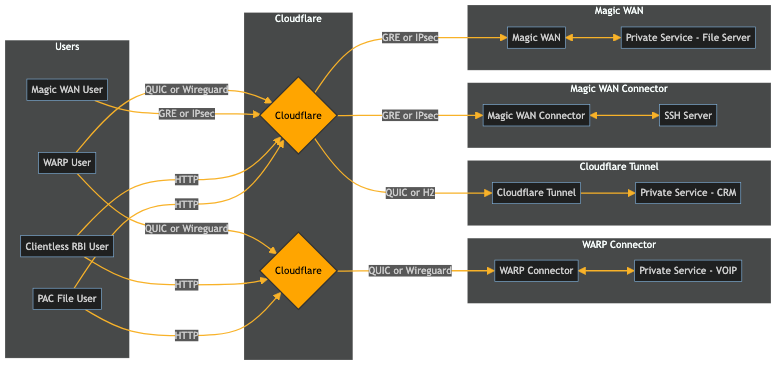 Users
Magic WAN User
WARP User
Clientless RBI User
PAC File User
QUIC or Wireguard
GRE or IPsec
HTTP
HTTP
QUIC or Wireguard
HTTP
HTTP
Cloudflare
Cloudflare
Cloudflare
GRE or IPsec
GRE or IPsec
QUIC or H2
QUIC or Wireguard
Magic WAN
Magic WAN
Private Service - File Server
Magic WAN Connector
Magic WAN Connector
SSH Server
Cloudflare Tunnel
Cloudflare Tunnel
Private Service - CRM
WARP Connector
WARP Connector
Private Service - VOIP